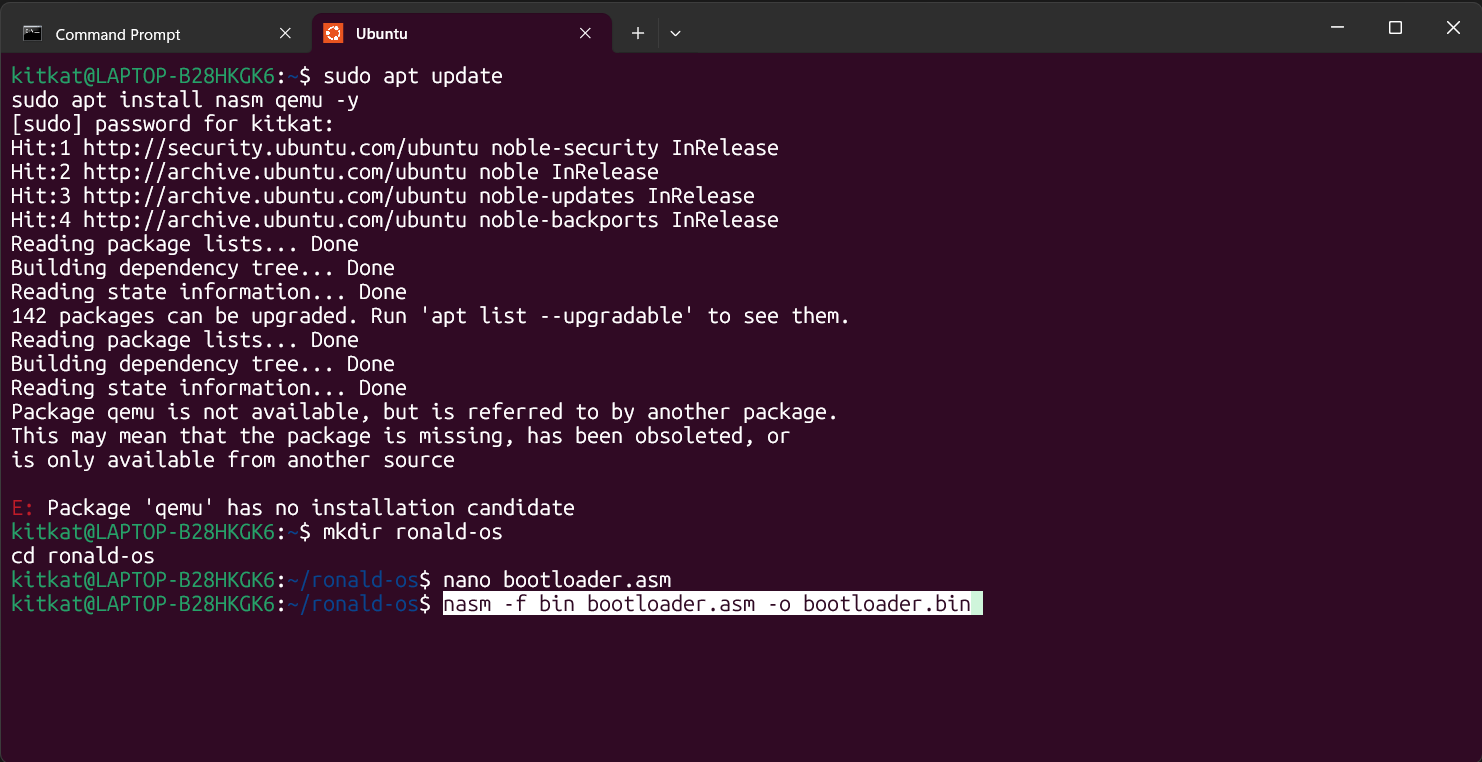 Command Prompt
Ubuntu
kitkat@LAPTOP-B28HKGK6:~$ sudo apt update
sudo apt install nasm qemu -y
[sudo] password for kitkat:
Hit:1 http://security.ubuntu.com/ubuntu noble-security InRelease
Hit:2 http://archive.ubuntu.com/ubuntu noble InRelease
Hit:3 http://archive.ubuntu.com/ubuntu noble-updates InRelease
Hit:4 http://archive.ubuntu.com/ubuntu noble-backports InRelease
Reading package lists... Done
Building dependency tree... Done
Reading state information... Done
142 packages can be upgraded. Run 'apt list --upgradable' to see them.
Reading package lists... Done
Building dependency tree... Done
Reading state information... Done
Package qemu is not available, but is referred to by another package.
This may mean that the package is missing, has been obsoleted, or
is only available from another source
E: Package 'qemu' has no installation candidate
kitkat@LAPTOP-B28HKGK6:~$ mkdir ronald-os
cd ronald-os
kitkat@LAPTOP-B28HKGK6:~/ronald-os$ nano bootloader.asm
kitkat@LAPTOP-B28HKGK6:~/ronald-os$ nasm -f bin bootloader.asm -o bootloader.bin